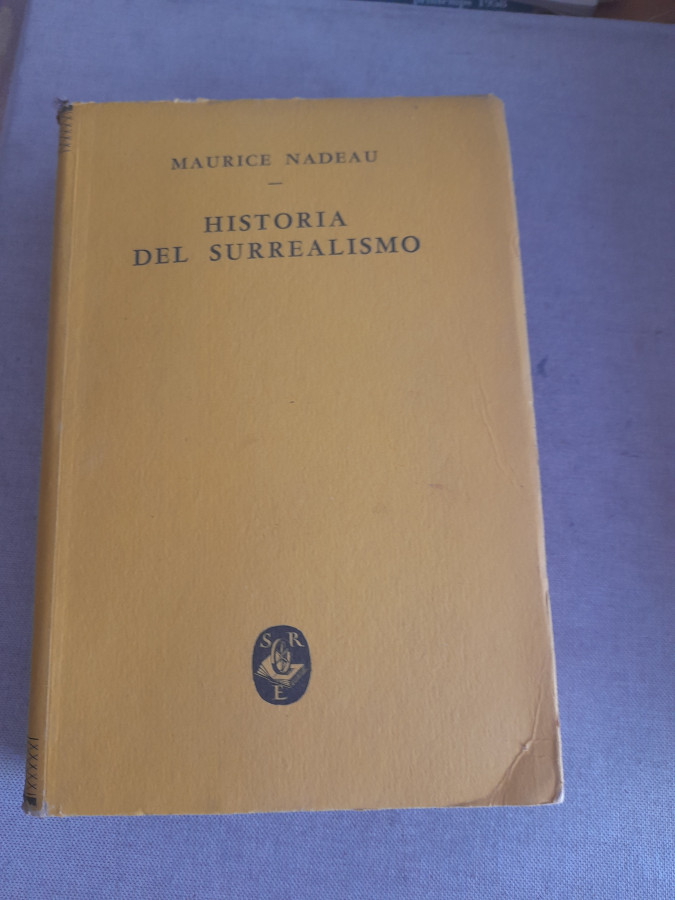 MAURICE NADEAU
HISTORIA
DEL SURREALISMO
S R
E